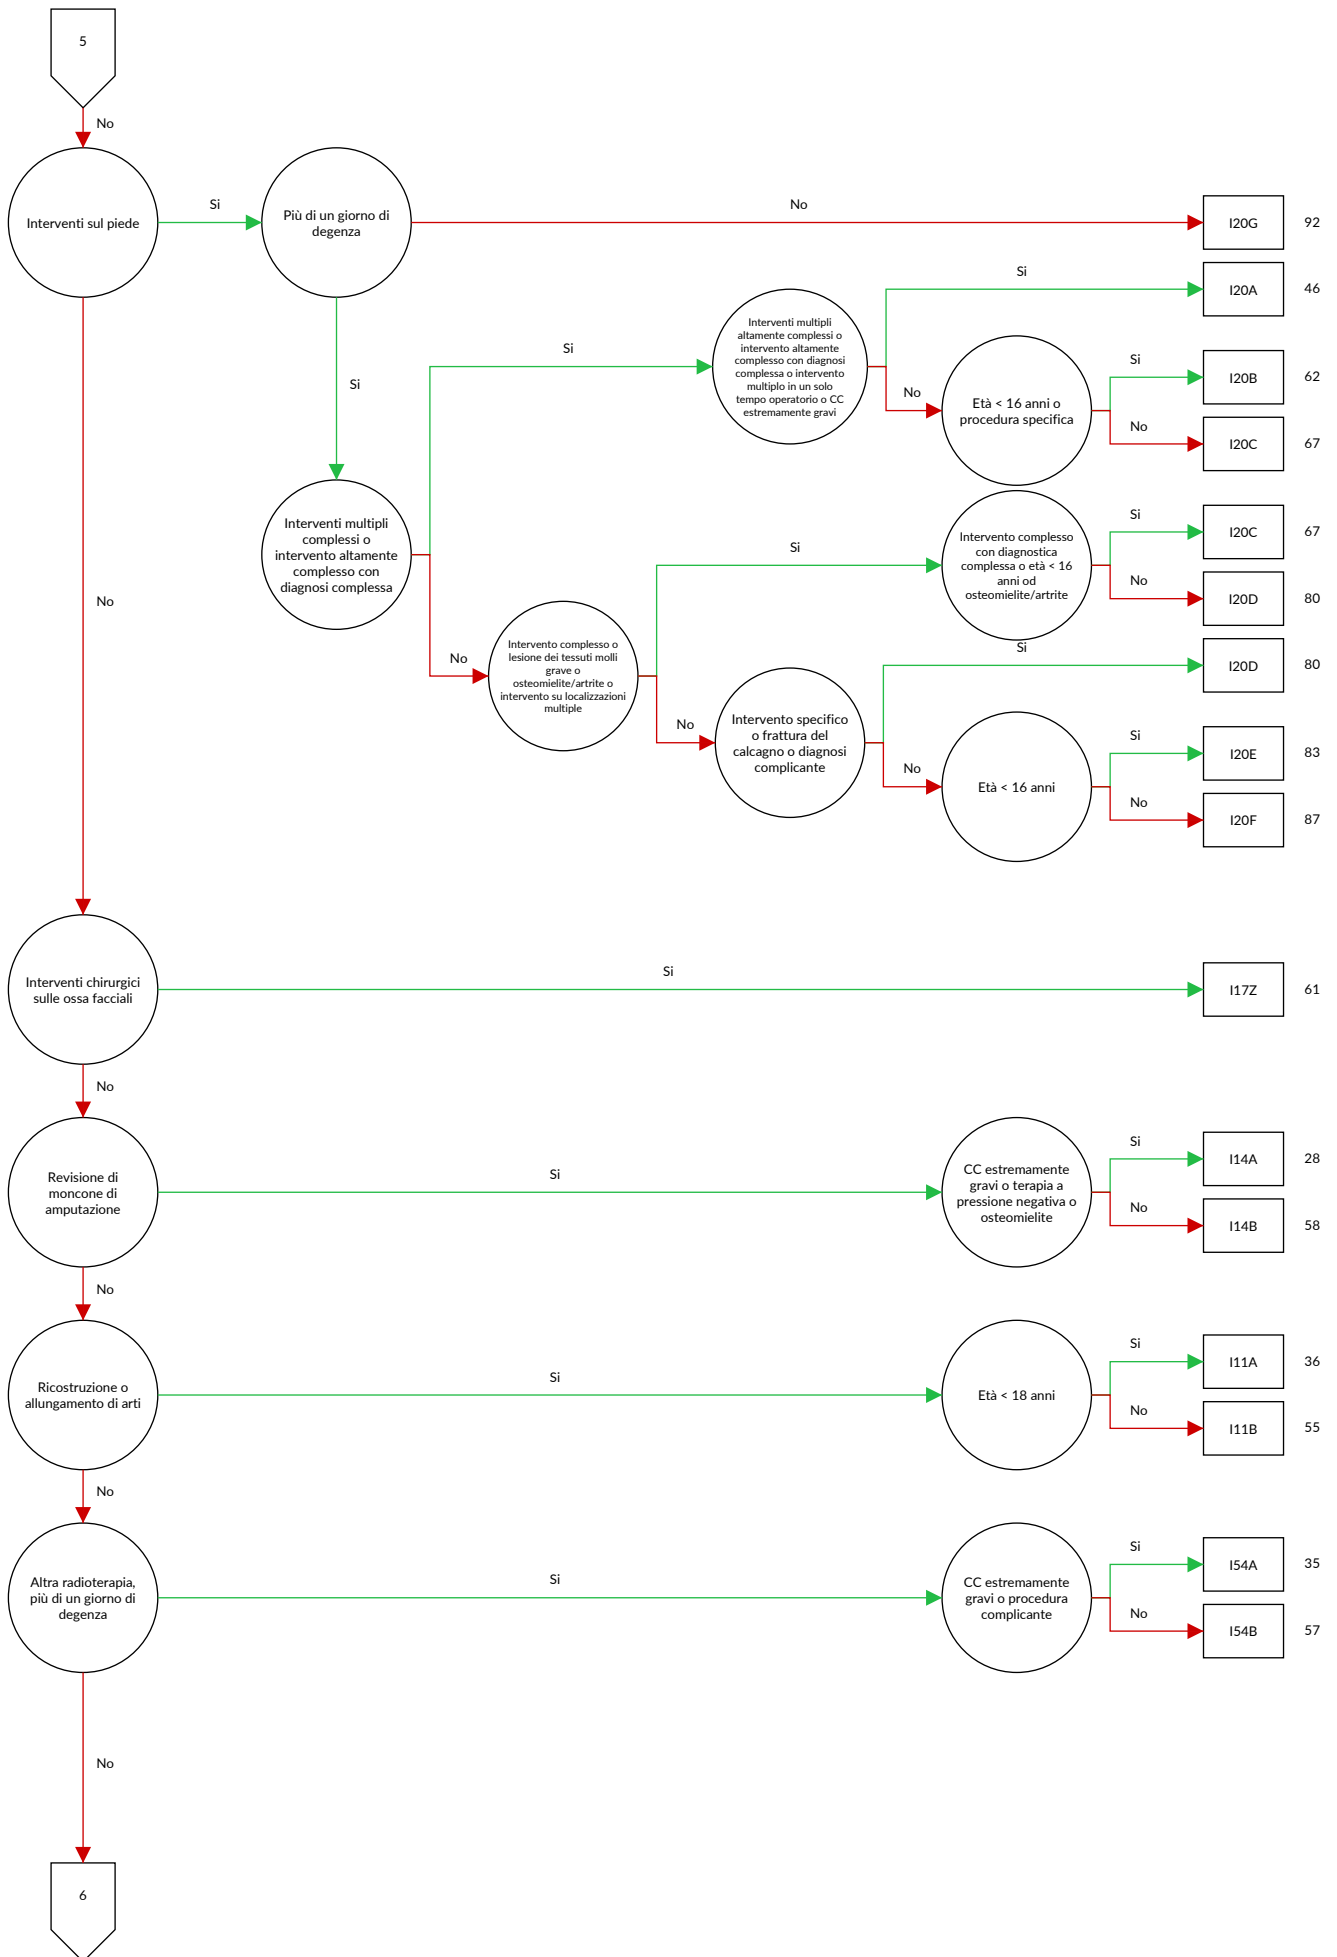 5
No
Interventi sul piede
Si
Più di un giorno di
degenza
No
I20G
92
Si
Interventi multipli
complessi o
intervento altamente
complesso con
diagnosi complessa
Si
Interventi multipli
altamente complessi o
intervento altamente
complesso con diagnosi
complessa o intervento
multiplo in un solo
tempo operatorio o CC
estremamente gravi
Si
I20A
46
No
Età < 16 anni o
procedura specifica
Si
I20B
62
No
I20C
67
No
Intervento complesso o
lesione dei tessuti molli
grave o
osteomielite/artrite o
intervento su localizzazioni
multiple
Si
Intervento complesso
con diagnostica
complessa o età < 16
anni od
osteomielite/artrite
Si
I20C
67
No
I20D
80
No
Intervento specifico
o frattura del
calcagno o diagnosi
complicante
Si
I20D
80
No
Età < 16 anni
Si
I20E
83
No
I20F
87
No
Interventi chirurgici
sulle ossa facciali
Si
I17Z
61
No
Revisione di
moncone di
amputazione
Si
CC estremamente
gravi o terapia a
pressione negativa o
osteomielite
Si
I14A
28
No
I14B
58
No
Ricostruzione o
allungamento di arti
Si
Età < 18 anni
Si
I11A
36
No
I11B
55
No
Altra radioterapia,
più di un giorno di
degenza
Si
CC estremamente
gravi o procedura
complicante
Si
I54A
35
No
I54B
57
No
6